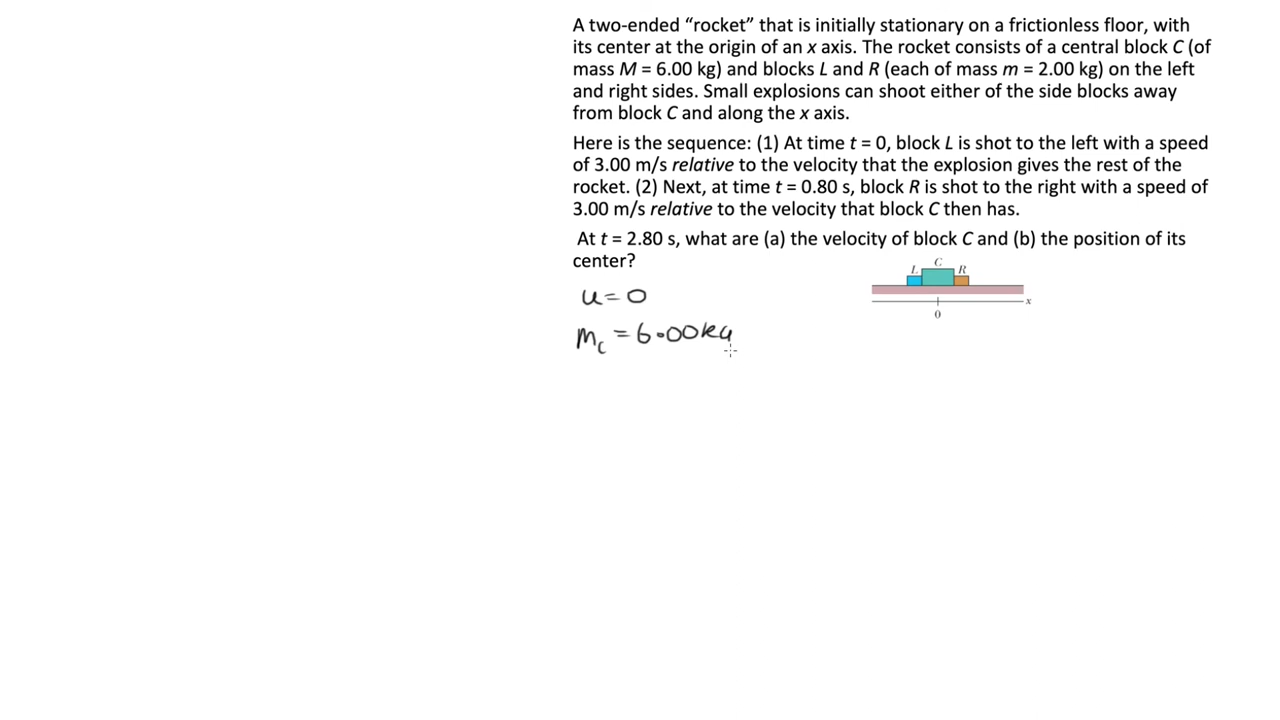 A two-ended “rocket” that is initially stationary on a frictionless floor, with
its center at the origin of an x axis. The rocket consists of a central block C (of
mass M = 6.00 kg) and blocks L and R (each of mass m = 2.00 kg) on the left
and right sides. Small explosions can shoot either of the side blocks away
from block C and along the x axis.
Here is the sequence: (1) At time t = 0, block L is shot to the left with a speed
of 3.00 m/s relative to the velocity that the explosion gives the rest of the
rocket. (2) Next, at time t = 0.80 s, block R is shot to the right with a speed of
3.00 m/s relative to the velocity that block C then has.
At t = 2.80 s, what are (a) the velocity of block C and (b) the position of its
center?
L C R
x
0
u = 0
m_c = 6.00kg